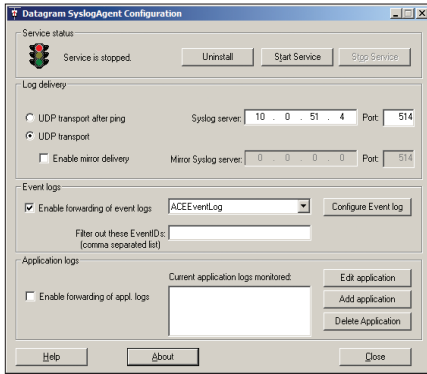 Datagram SyslogAgent Configuration
Service status
Service is stopped.
Uninstall
Start Service
Stop Service
Log delivery
UDP transport after ping
Syslog server: 10 . 0 . 51 . 4 Port: 514
UDP transport
Enable mirror delivery
Mirror Syslog server: 0 . 0 . 0 . 0 Port: 514
Event logs
Enable forwarding of event logs
ACEEventLog
Configure Event log
Filter out these EventIDs:
(comma separated list)
Application logs
Current application logs monitored:
Edit application
Enable forwarding of appl. logs
Add application
Delete Application
Help
About
Close